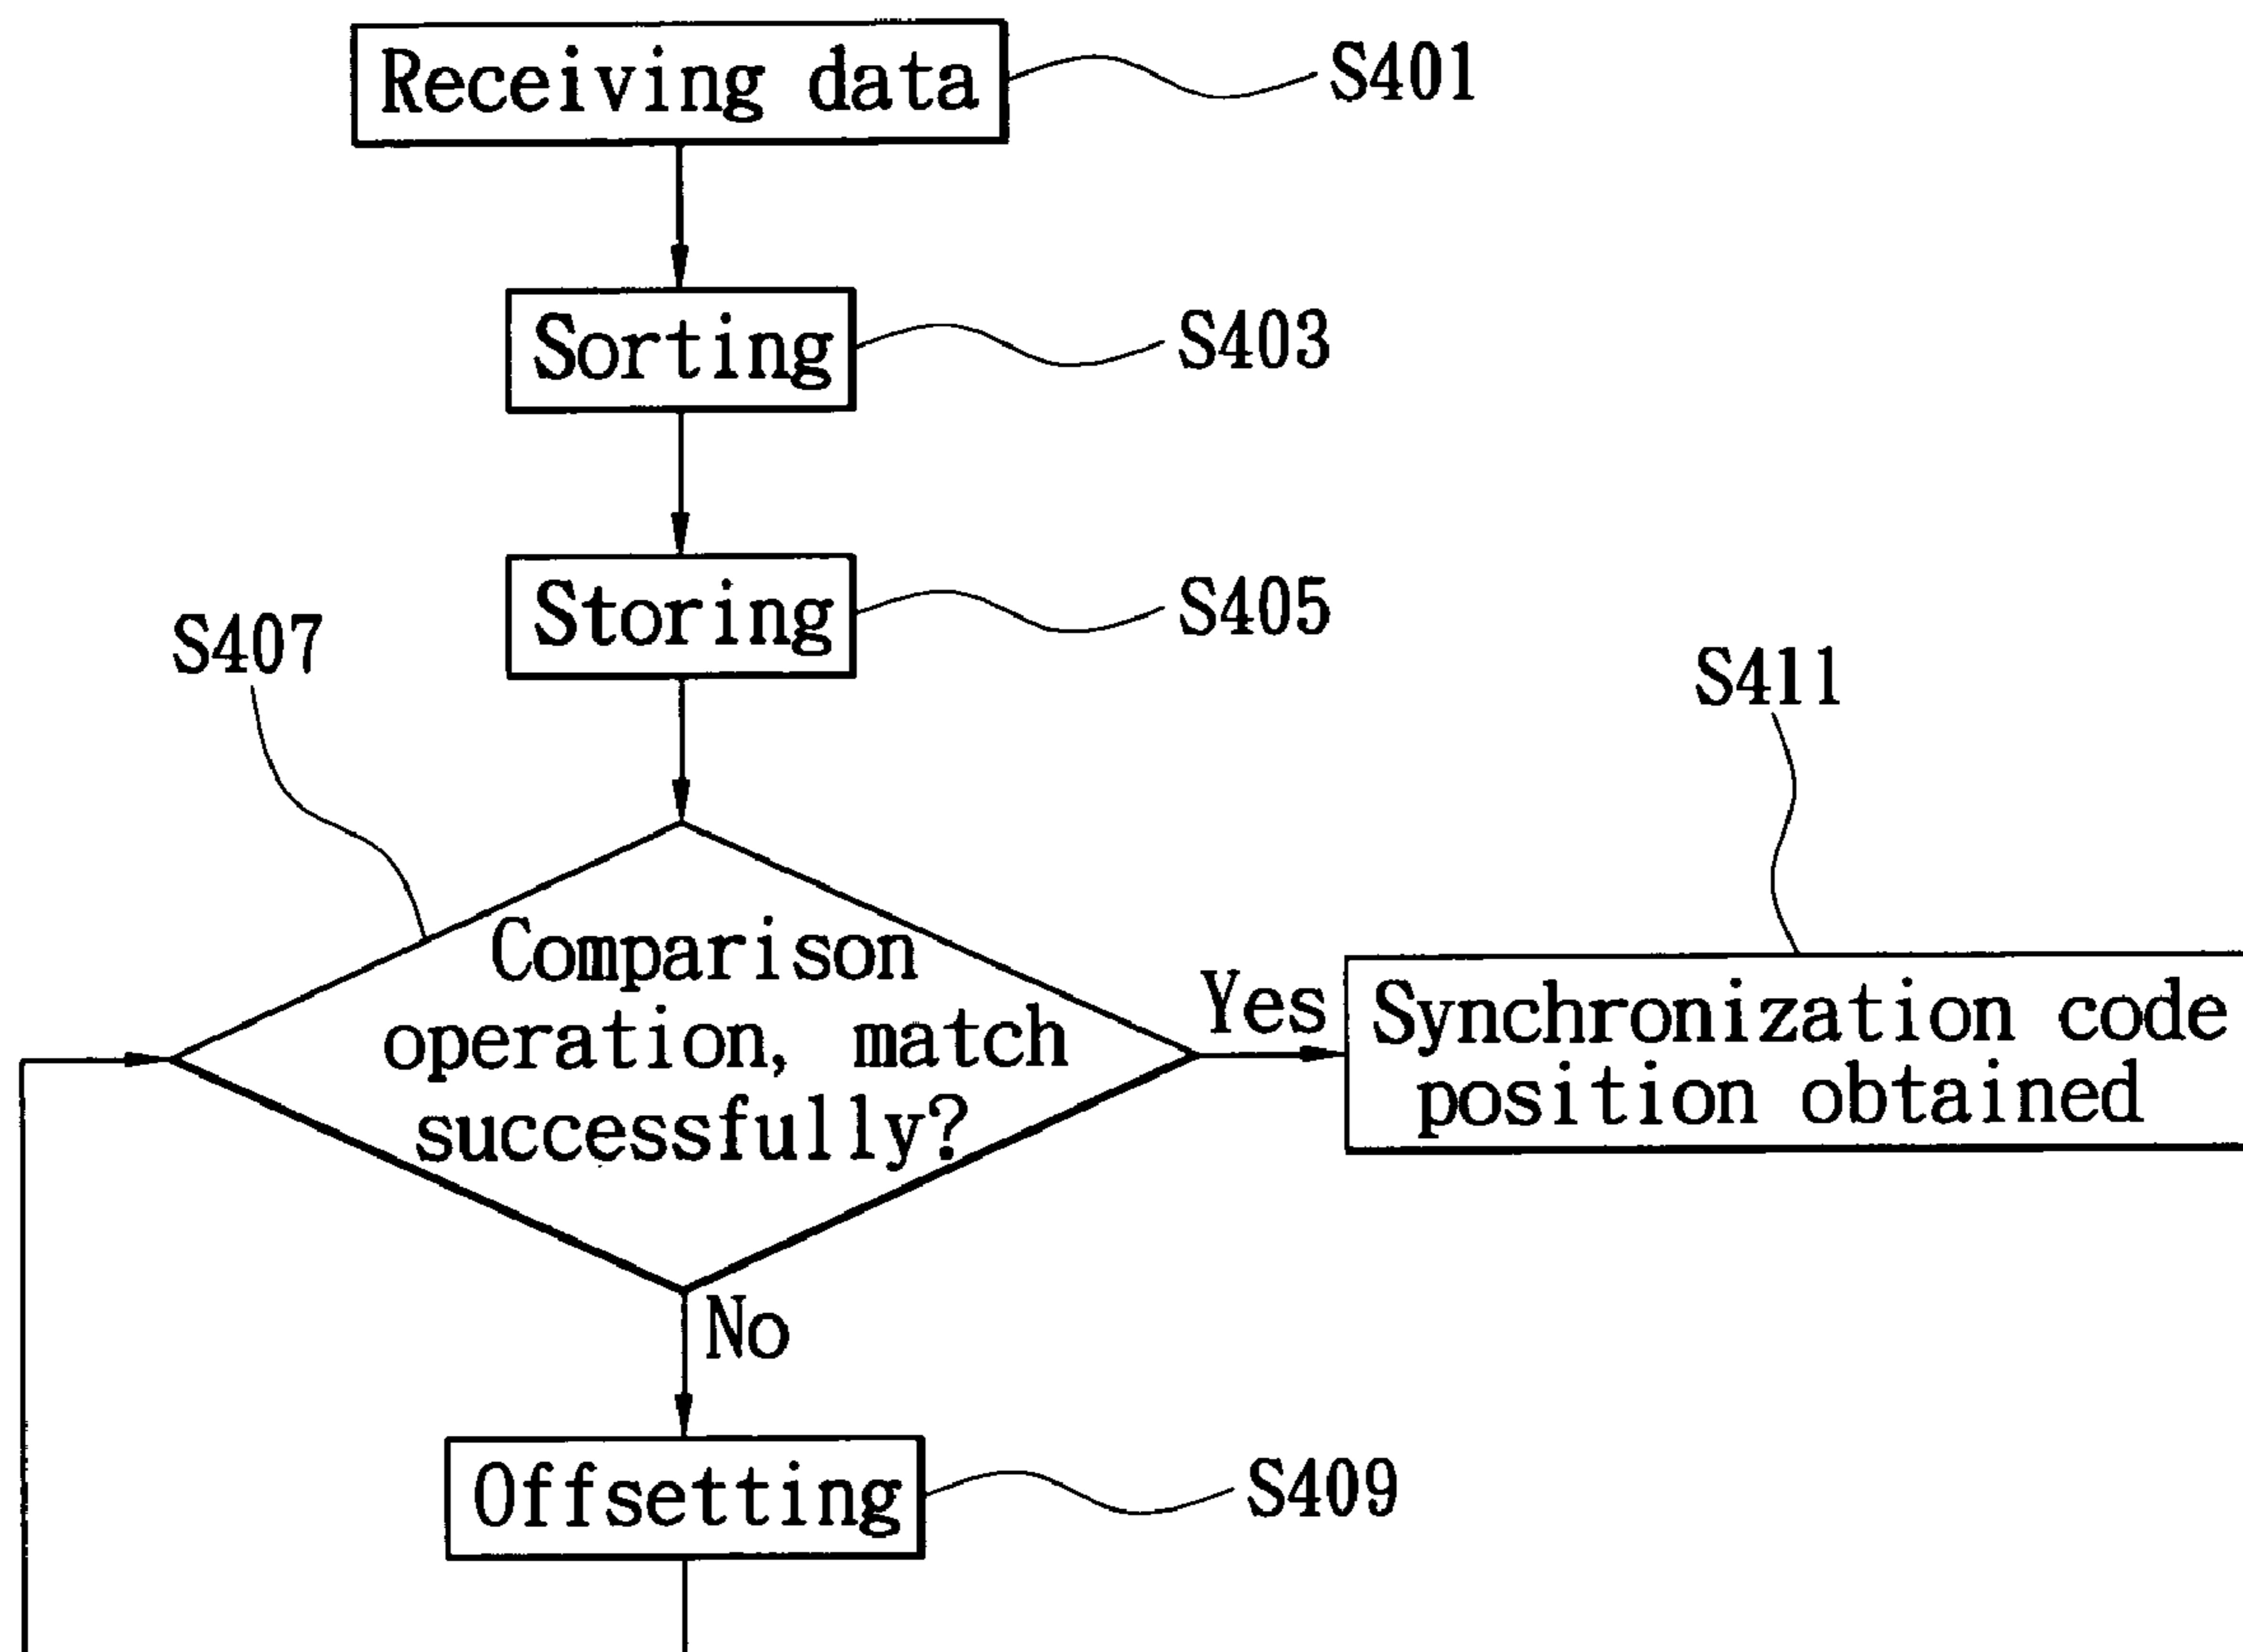 Receiving data
S401
Sorting
S403
Storing
S405
S407
S411
Comparison
operation, match
successfully?
Yes
Synchronization code
position obtained
No
Offsetting
S409